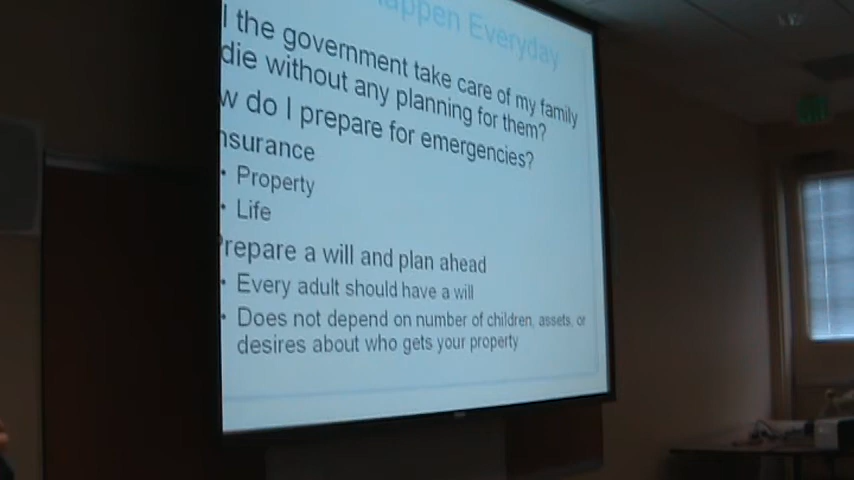 happen Everyday
l the government take care of my family
die without any planning for them?
w do I prepare for emergencies?
nsurance
• Property
• Life
Prepare a will and plan ahead
• Every adult should have a will
• Does not depend on number of children, assets, or
desires about who gets your property